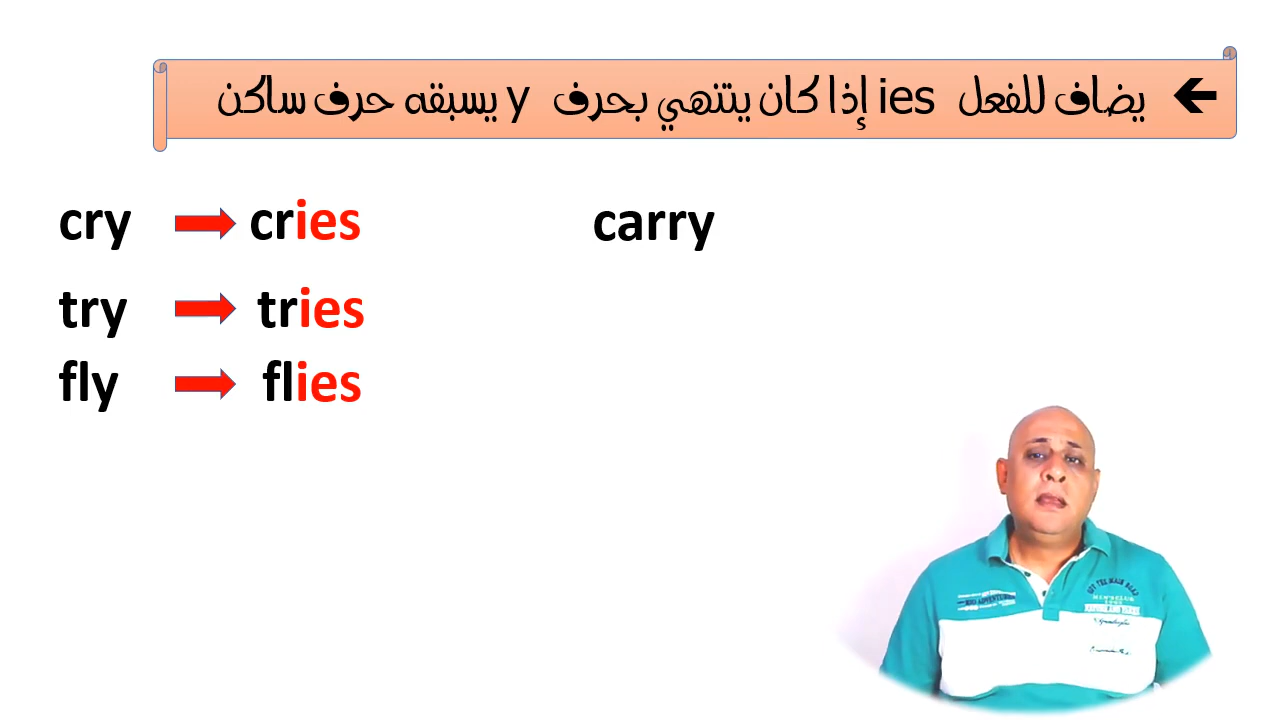 يضاف للفعل ies إذا كان ينتهي بحرف y يسبقه حرف ساكن
cry cries
carry
try tries
fly flies